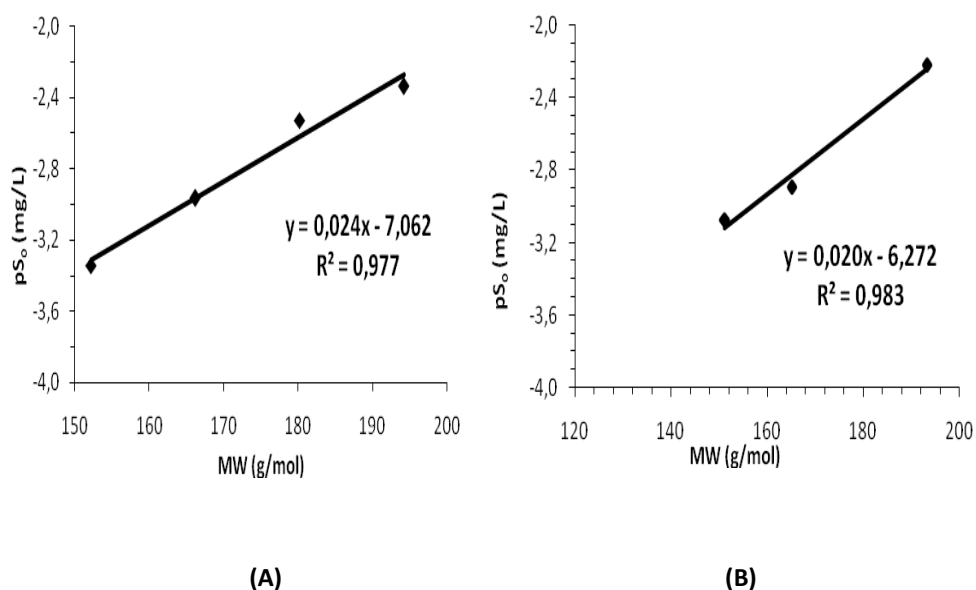 -2,0
-2,4
-2,8
-3,2
-3,6
-4,0
pSₒ (mg/L)
y = 0,024x - 7,062
R² = 0,977
150 160 170 180 190 200
MW (g/mol)
(A)
-2,0
-2,4
-2,8
-3,2
-3,6
-4,0
pSₒ (mg/L)
y = 0,020x - 6,272
R² = 0,983
120 140 160 180 200
MW (g/mol)
(B)